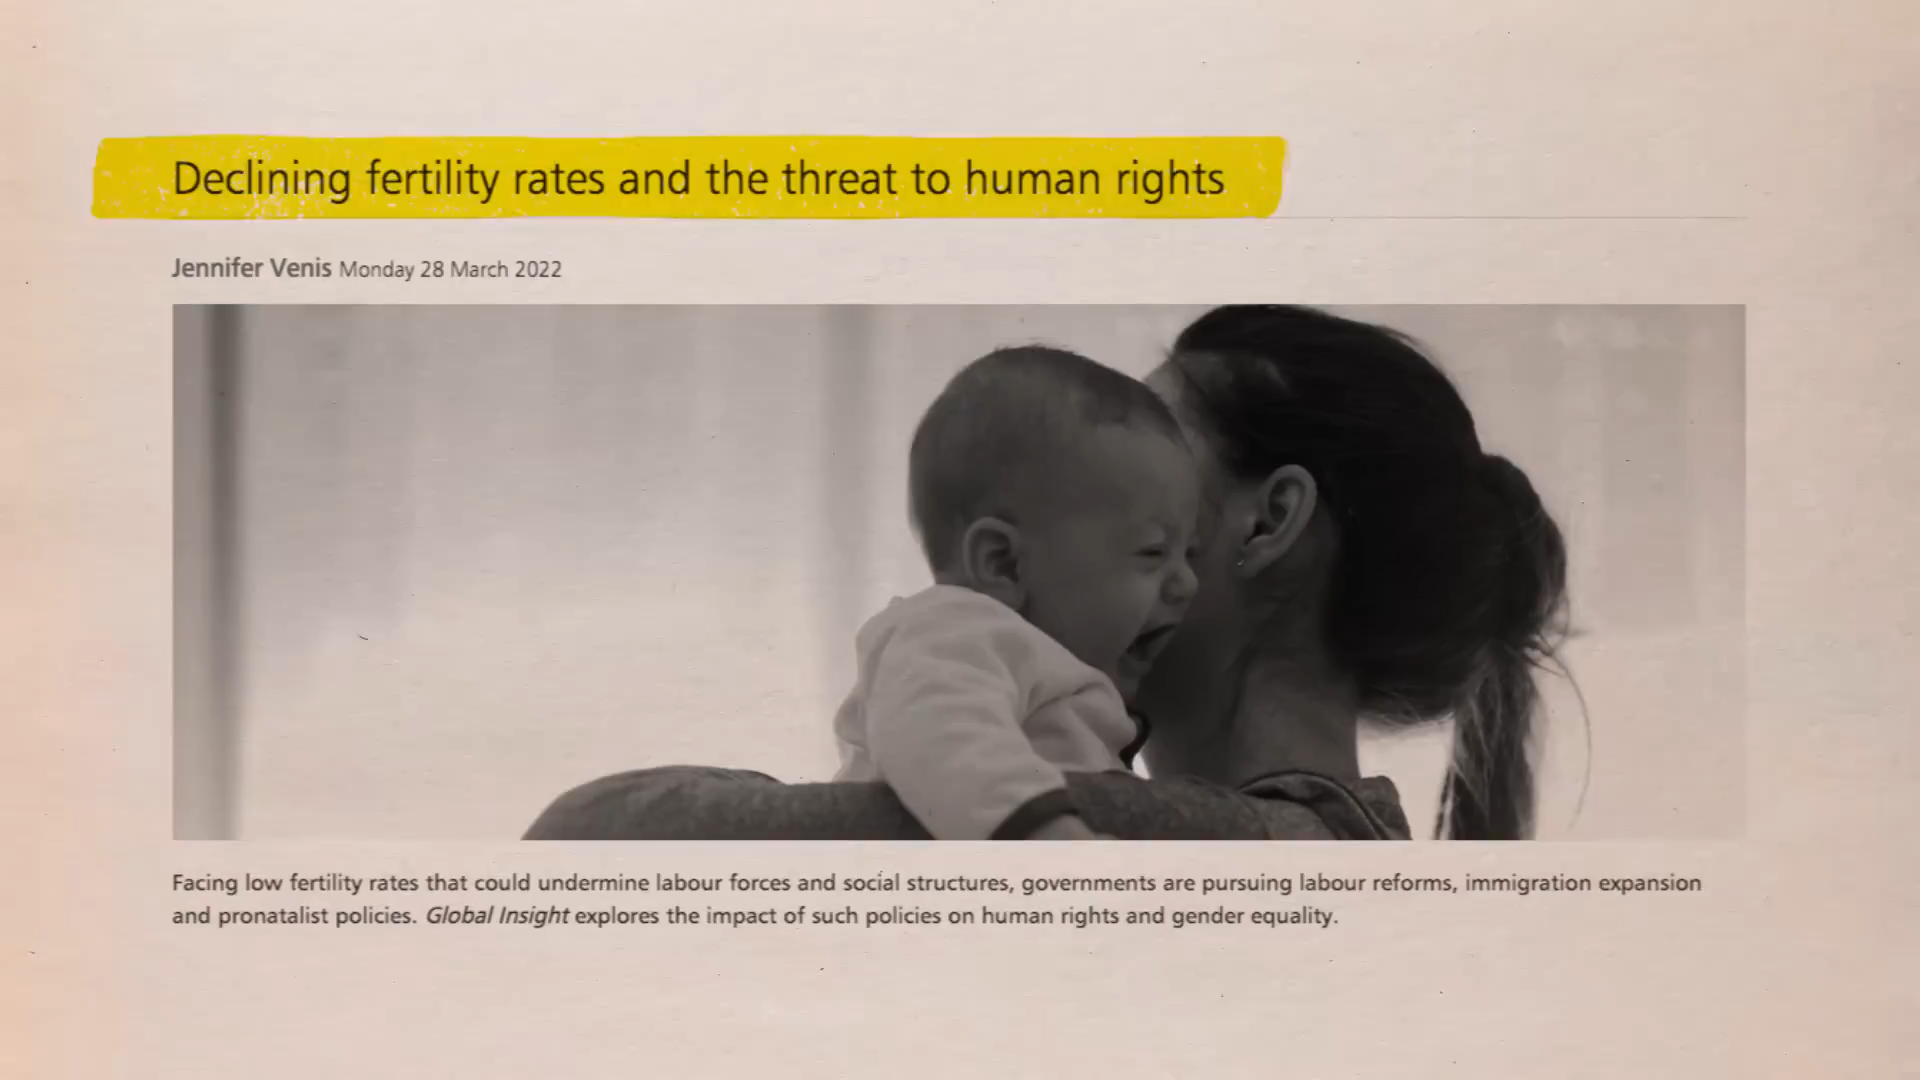 Declining fertility rates and the threat to human rights
Jennifer Venis Monday 28 March 2022
Facing low fertility rates that could undermine labour forces and social structures, governments are pursuing labour reforms, immigration expansion
and pronatalist policies. Global Insight explores the impact of such policies on human rights and gender equality.